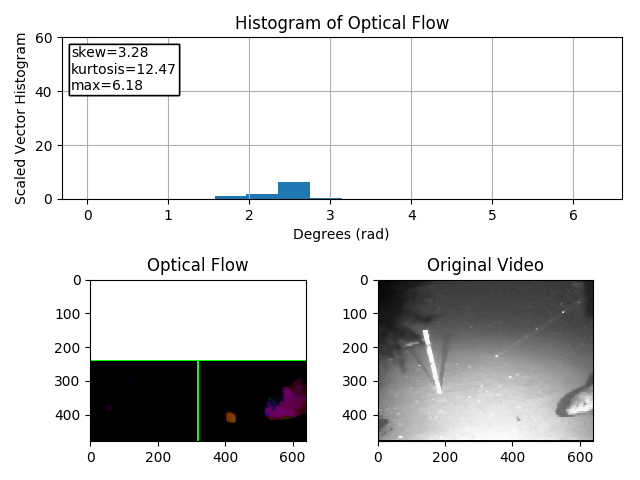 Histogram of Optical Flow
Scaled Vector Histogram
60
40
20
0
skew=3.28
kurtosis=12.47
max=6.18
0 1 2 3 4 5 6
Degrees (rad)
Optical Flow
0
100
200
300
400
0 200 400 600
Original Video
0
100
200
300
400
0 200 400 600